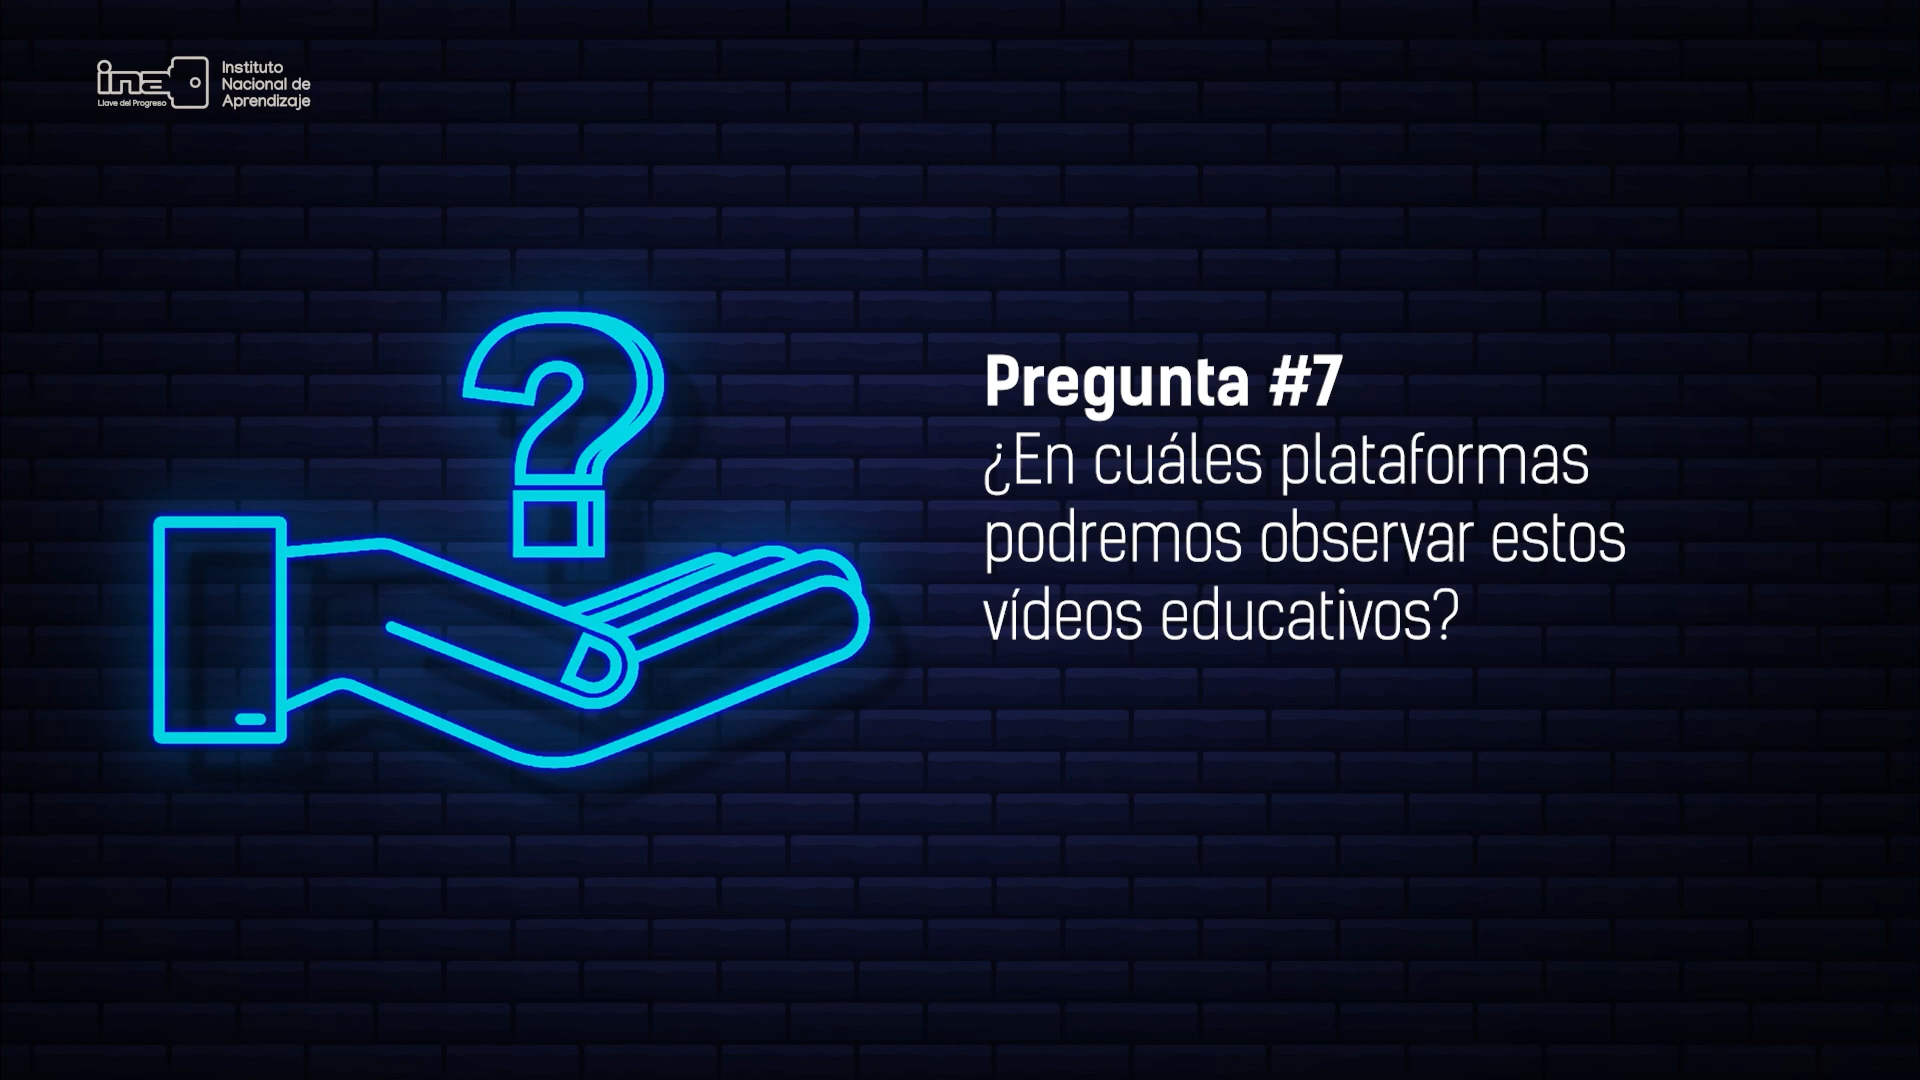 ina
Llave del Progreso
Instituto
Nacional de
Aprendizaje
Pregunta #7
¿En cuáles plataformas
podremos observar estos
vídeos educativos?